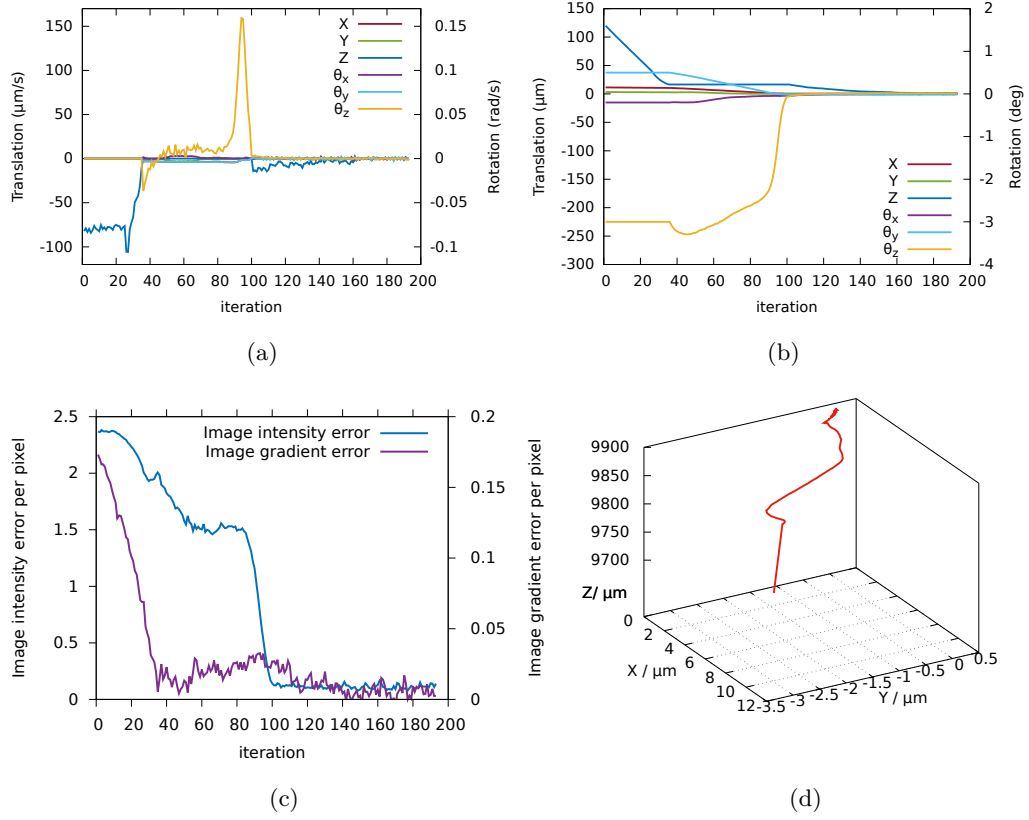 150
100
50
0
-50
-100
0 20 40 60 80 100 120 140 160 180 200
0.15
0.1
0.05
0
-0.05
-0.1
Translation (µm/s)
Rotation (rad/s)
iteration
X
Y
Z
θx
θy
θz
(a)
150
100
50
0
-50
-100
-150
-200
-250
-300
0 20 40 60 80 100 120 140 160 180 200
2
1
0
-1
-2
-3
-4
Translation (µm)
Rotation (deg)
iteration
X
Y
Z
θx
θy
θz
(b)
2.5
2
1.5
1
0.5
0
0 20 40 60 80 100 120 140 160 180 200
0.2
0.15
0.1
0.05
0
Image intensity error per pixel
Image gradient error per pixel
Image intensity error
Image gradient error
iteration
(c)
9900
9800
9750
9700
Z/ µm
0
2
4
6
8
10
12
X / µm
-3.5
-3
-2.5
-2
-1.5
-1
-0.5
0
0.5
Y / µm
(d)